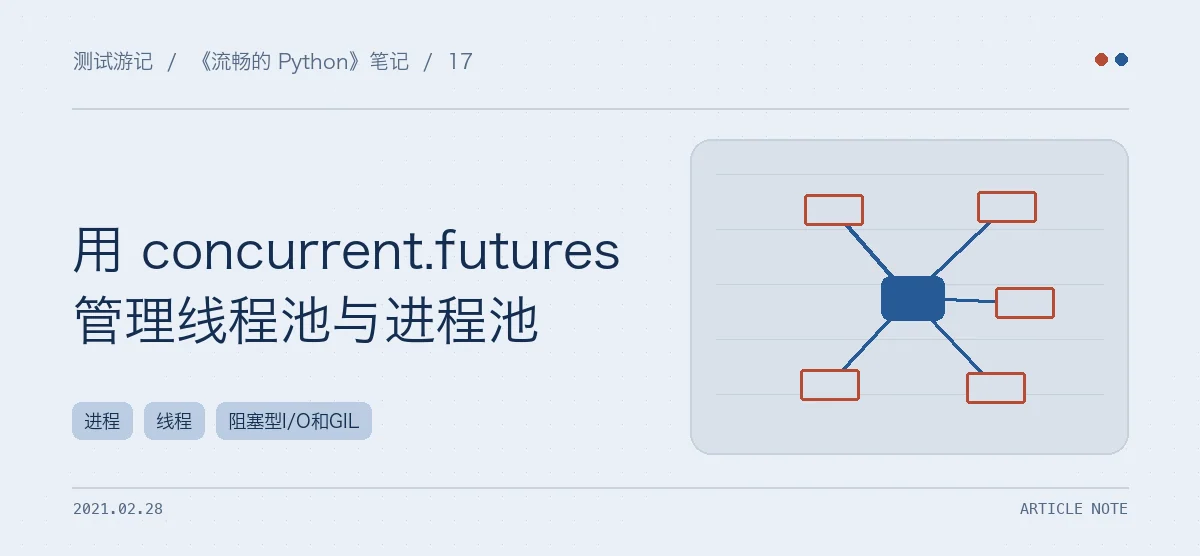 测试游记 / 《流畅的 Python》笔记 / 17
用 concurrent.futures
管理线程池与进程池
进程 线程 阻塞型I/O和GIL
2021.02.28 ARTICLE NOTE